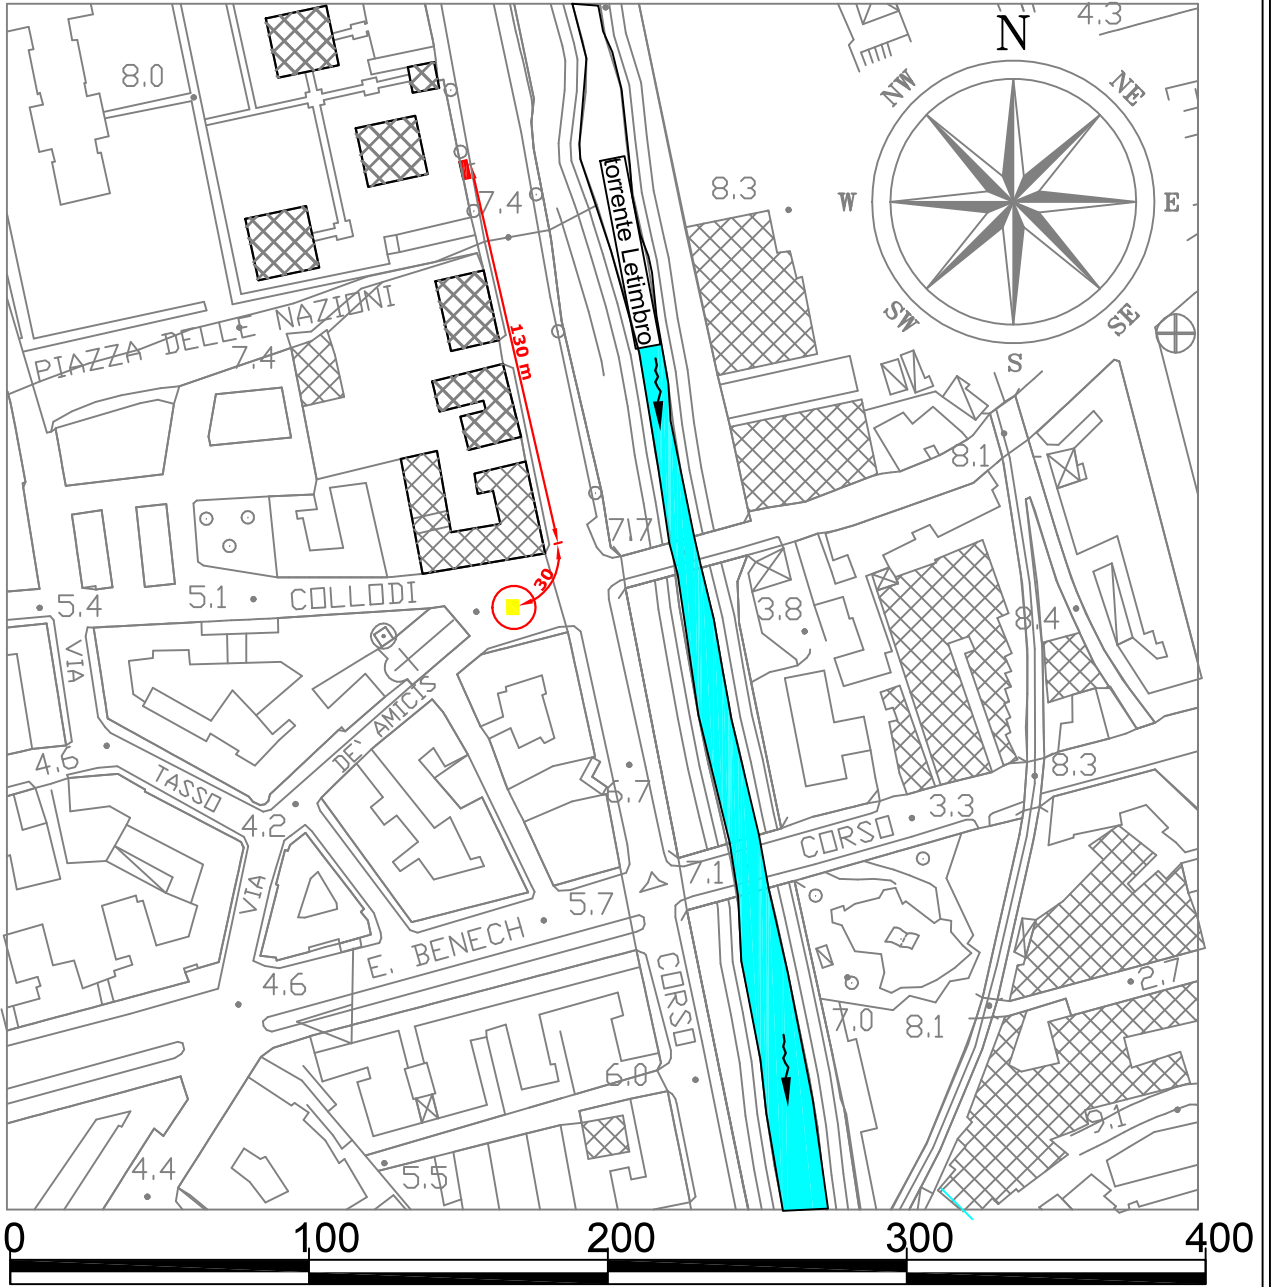 4.3
N
8.0
NW
NE
7.4
8.3
W
E
torrente Letimbro
PIAZZA DELLE NAZIONI
SW
SE
7.4
130 m
S
8.1
717
30
5.4
5.1
COLLODI
3.8
8.4
VIA
DE' AMICIS
4.6
TASSO
6.7
8.3
4.2
3.3
CORSO
7.1
VIA
5.7
E. BENECH
CORSO
4.6
2.7
7.0
8.1
6.0
9.1
4.4
5.5
0
100
200
300
400